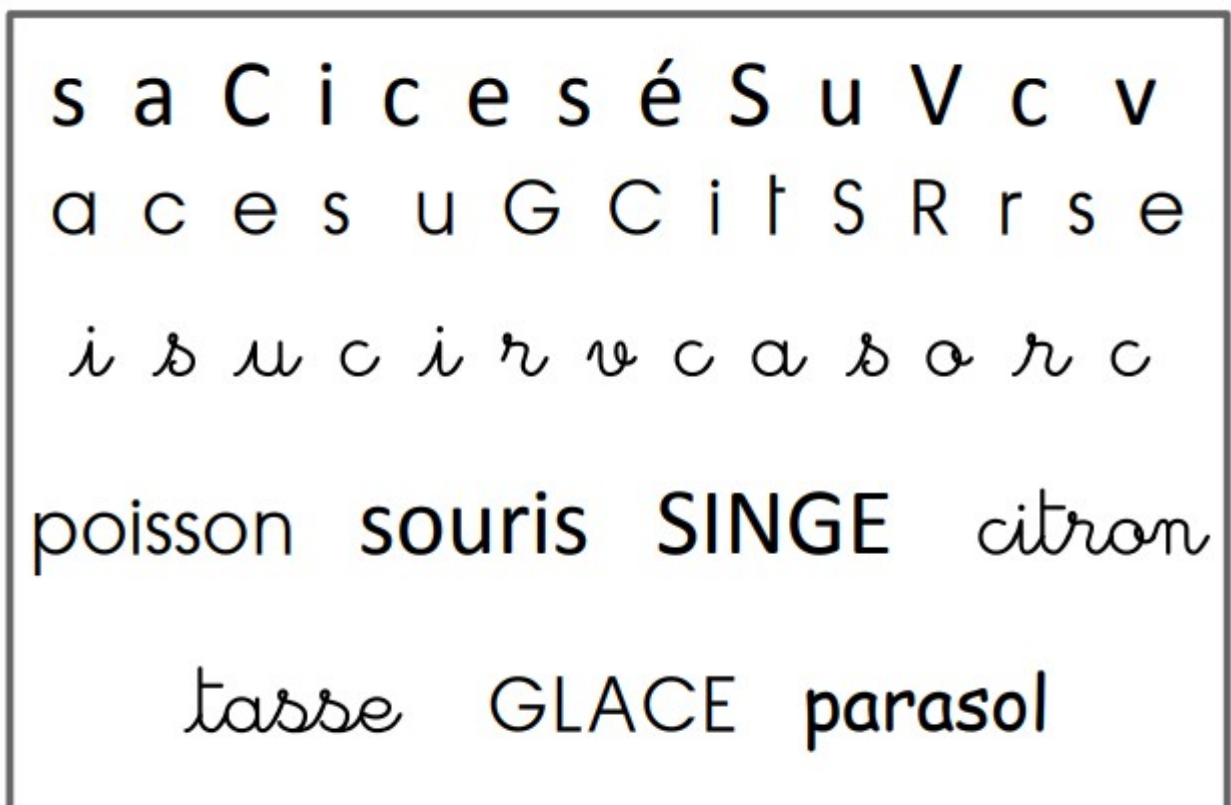 s a C i c e s é S u V c v
a c e s u G C i t S R r s e
i s u c i r v c a s o r c
poisson souris SINGE citron
tasse GLACE parasol